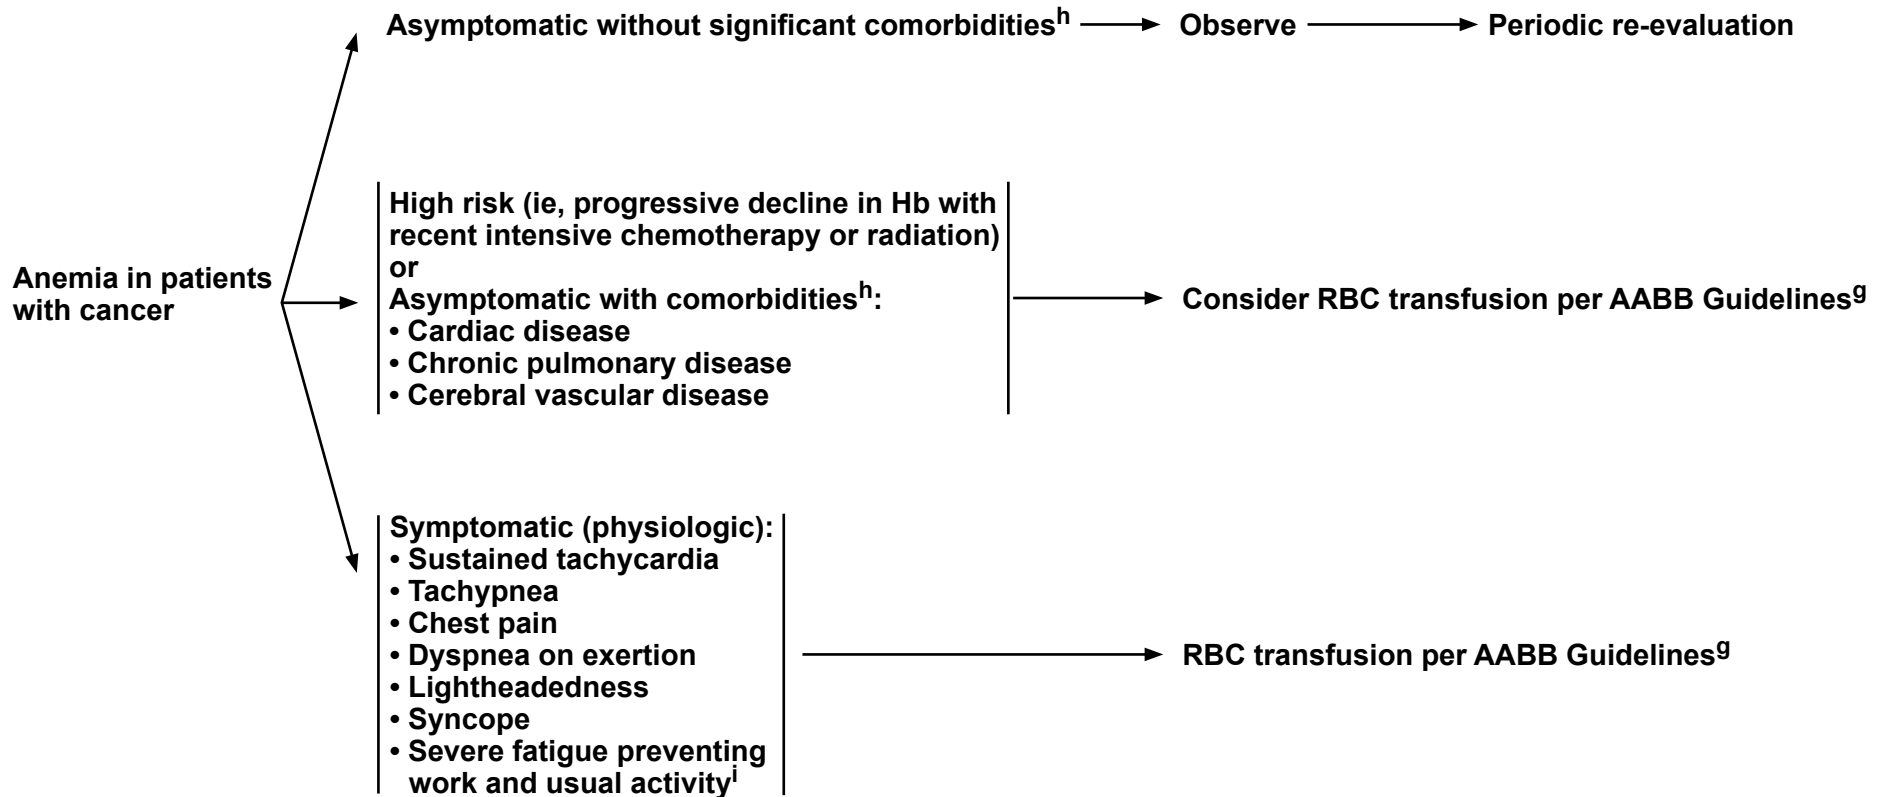 Asymptomatic without significant comorbiditiesʰ
Observe
Periodic re-evaluation
High risk (ie, progressive decline in Hb with
recent intensive chemotherapy or radiation)
or
Asymptomatic with comorbiditiesʰ:
• Cardiac disease
• Chronic pulmonary disease
• Cerebral vascular disease
Anemia in patients
with cancer
Consider RBC transfusion per AABB Guidelinesᵍ
Symptomatic (physiologic):
• Sustained tachycardia
• Tachypnea
• Chest pain
• Dyspnea on exertion
• Lightheadedness
• Syncope
• Severe fatigue preventing
work and usual activityⁱ
RBC transfusion per AABB Guidelinesᵍ